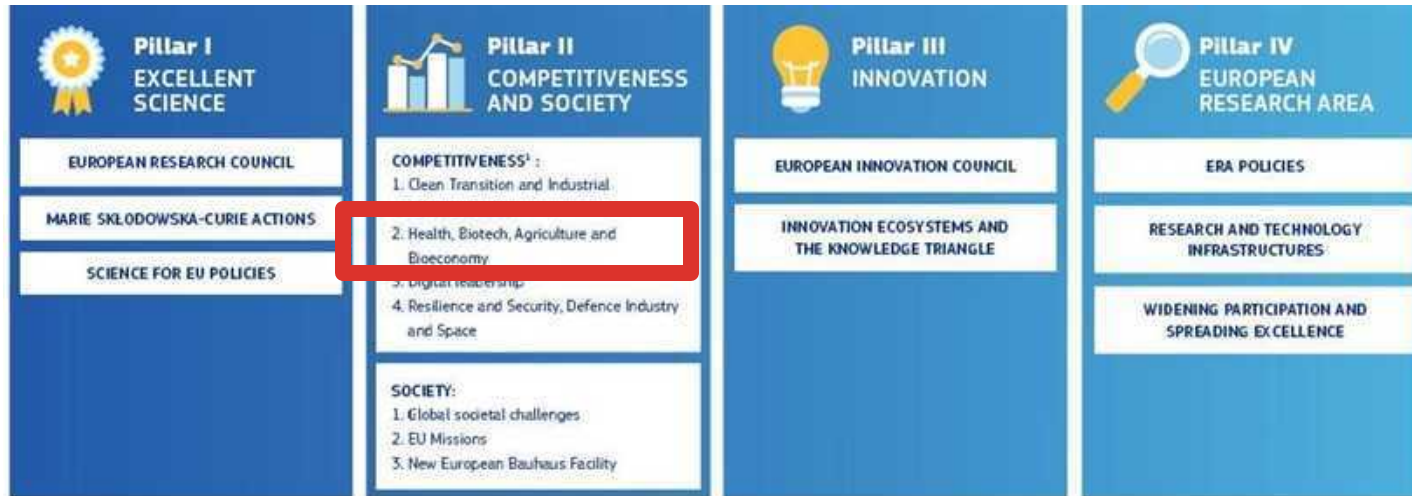 Pillar I
EXCELLENT
SCIENCE
EUROPEAN RESEARCH COUNCIL
MARIE SKŁODOWSKA-CURIE ACTIONS
SCIENCE FOR EU POLICIES
Pillar II
COMPETITIVENESS
AND SOCIETY
COMPETITIVENESS¹ :
1. Clean Transition and Industrial
2. Health, Biotech, Agriculture and
Bioeconomy
3. Digital leadership
4. Resilience and Security, Defence Industry
and Space
SOCIETY:
1. Global societal challenges
2. EU Missions
3. New European Bauhaus Facility
Pillar III
INNOVATION
EUROPEAN INNOVATION COUNCIL
INNOVATION ECOSYSTEMS AND
THE KNOWLEDGE TRIANGLE
Pillar IV
EUROPEAN
RESEARCH AREA
ERA POLICIES
RESEARCH AND TECHNOLOGY
INFRASTRUCTURES
WIDENING PARTICIPATION AND
SPREADING EXCELLENCE